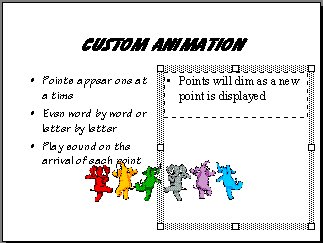 CUSTOM ANIMATION
• Points appear one at
a time
• Even word by word or
letter by letter
• Play sound on the
arrival of each point
• Points will dim as a new
point is displayed